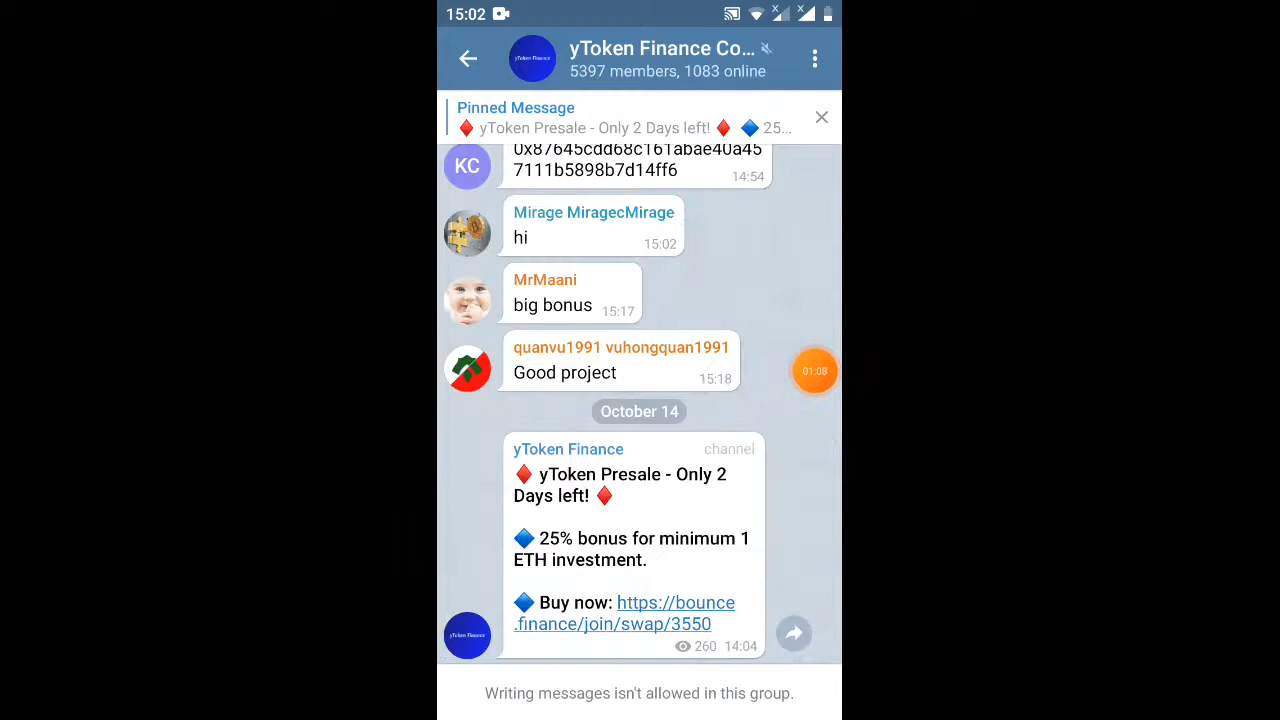 15:02
yToken Finance Co...
5397 members, 1083 online
yToken Finance
Pinned Message
♦️ yToken Presale - Only 2 Days left! ♦️ 🔷 25...
0x87645cdd68c161abae40a45
7111b5898b7d14ff6
KC
14:54
Mirage MiragecMirage
hi
15:02
MrMaani
big bonus
15:17
quanvu1991 vuhongquan1991
Good project
15:18
01:08
October 14
yToken Finance
channel
♦️ yToken Presale - Only 2
Days left! ♦️
🔷 25% bonus for minimum 1
ETH investment.
🔷 Buy now: https://bounce
.finance/join/swap/3550
yToken Finance
260 14:04
Writing messages isn't allowed in this group.